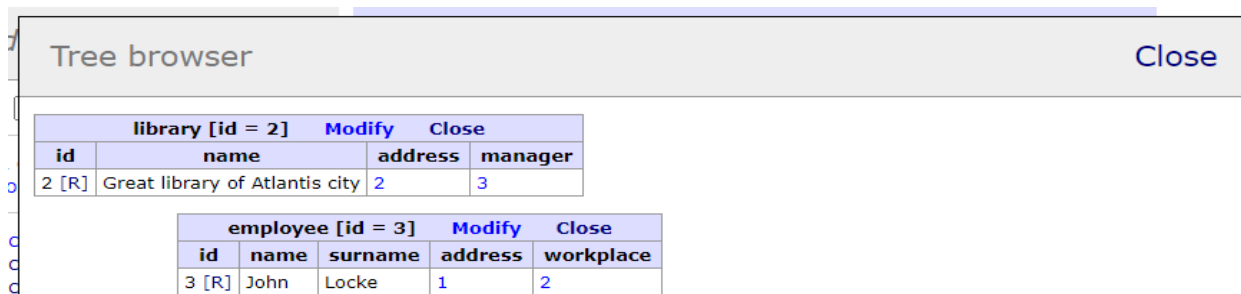 Tree browser Close
library [id = 2] Modify Close
id name address manager
2 [R] Great library of Atlantis city 2 3
employee [id = 3] Modify Close
id name surname address workplace
3 [R] John Locke 1 2